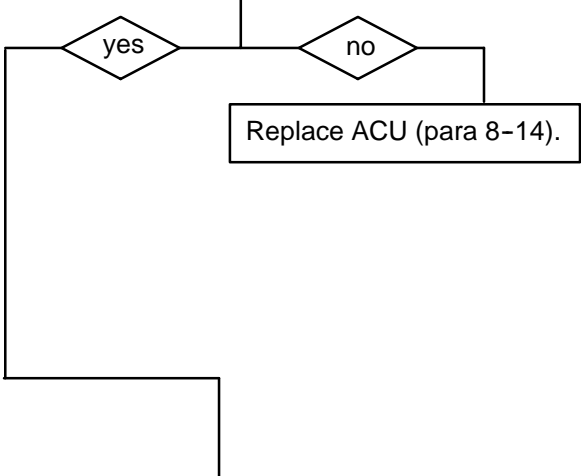 yes
no
Replace ACU (para 8-14).